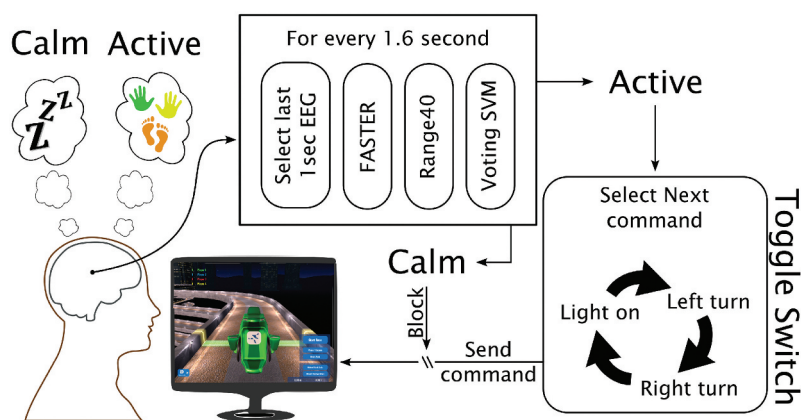 Calm Active
ZZZ
For every 1.6 second
Select last
1sec EEG
FASTER
Range40
Voting SVM
Active
Toggle Switch
Select Next
command
Light on
Left turn
Right turn
Calm
Block
Send
command